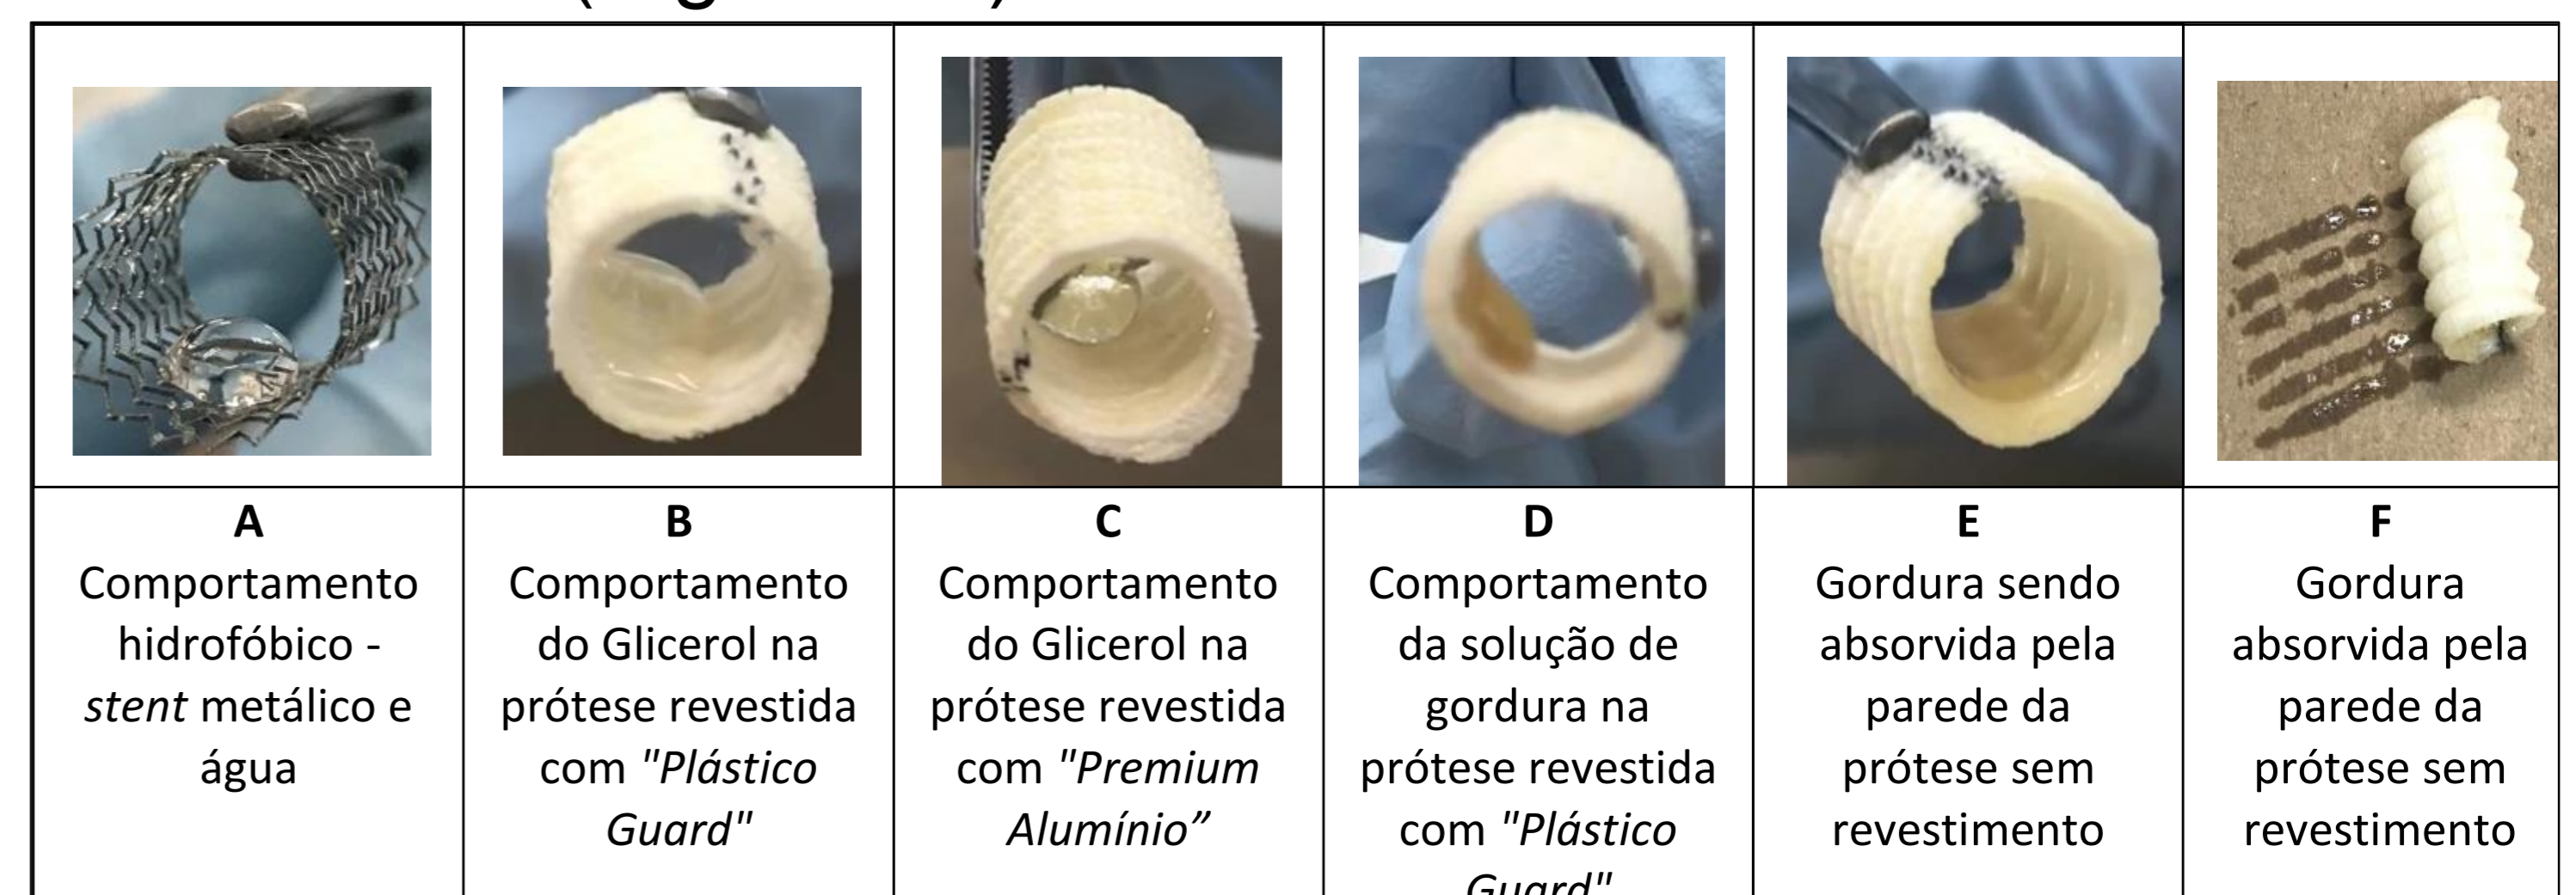 A
Comportamento
hidrofóbico -
stent metálico e
água
B
Comportamento
do Glicerol na
prótese revestida
com "Plástico
Guard"
C
Comportamento
do Glicerol na
prótese revestida
com "Premium
Alumínio”
D
Comportamento
da solução de
gordura na
prótese revestida
com "Plástico
Guard"
E
Gordura sendo
absorvida pela
parede da
prótese sem
revestimento
F
Gordura
absorvida pela
parede da
prótese sem
revestimento